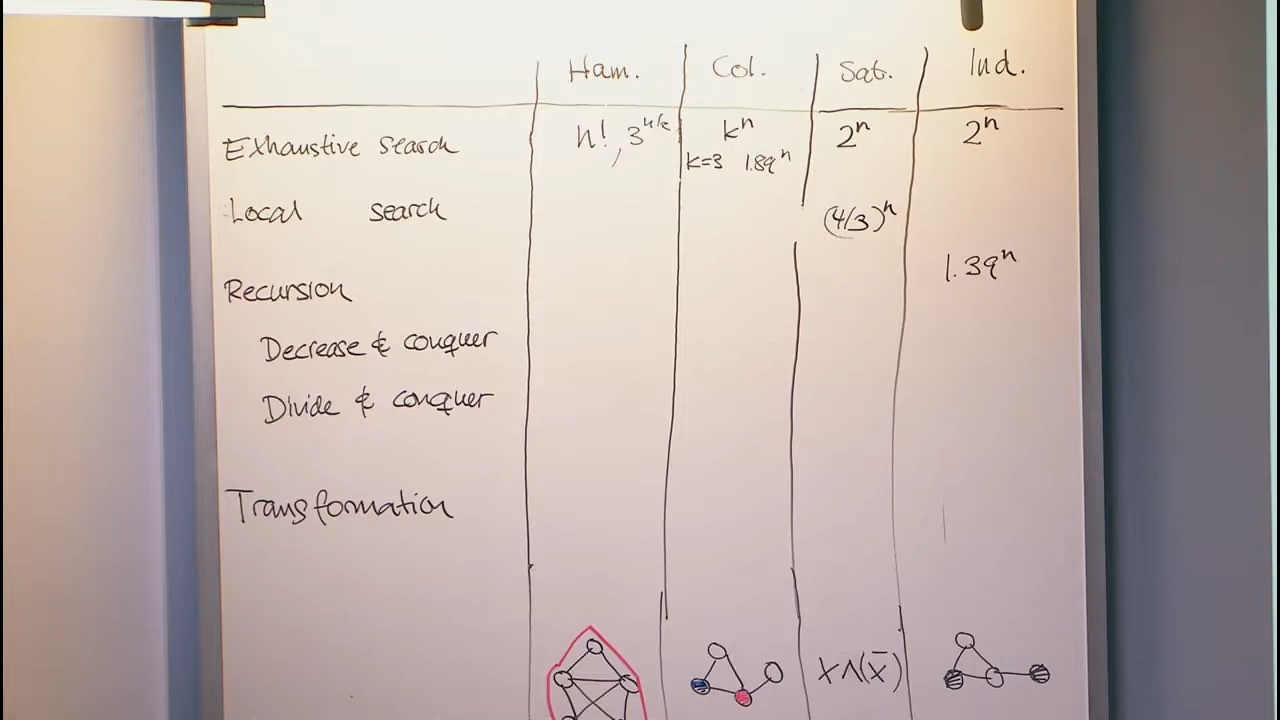 Ham. Col. Sat. Ind.
Exhaustive search n!, 3^{n/2} k^n 2^n 2^n
k=3 1.89^n
Local search (4/3)^n
1.39^n
Recursion
Decrease & conquer
Divide & conquer
Transformation
x∧(x̄)